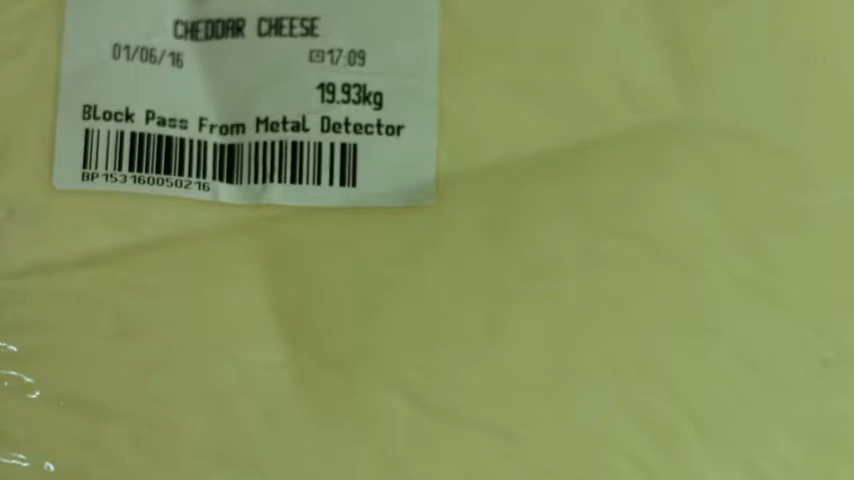 CHEDDAR CHEESE
01/06/16 17:09
19.93kg
Block Pass From Metal Detector
BP153160050216